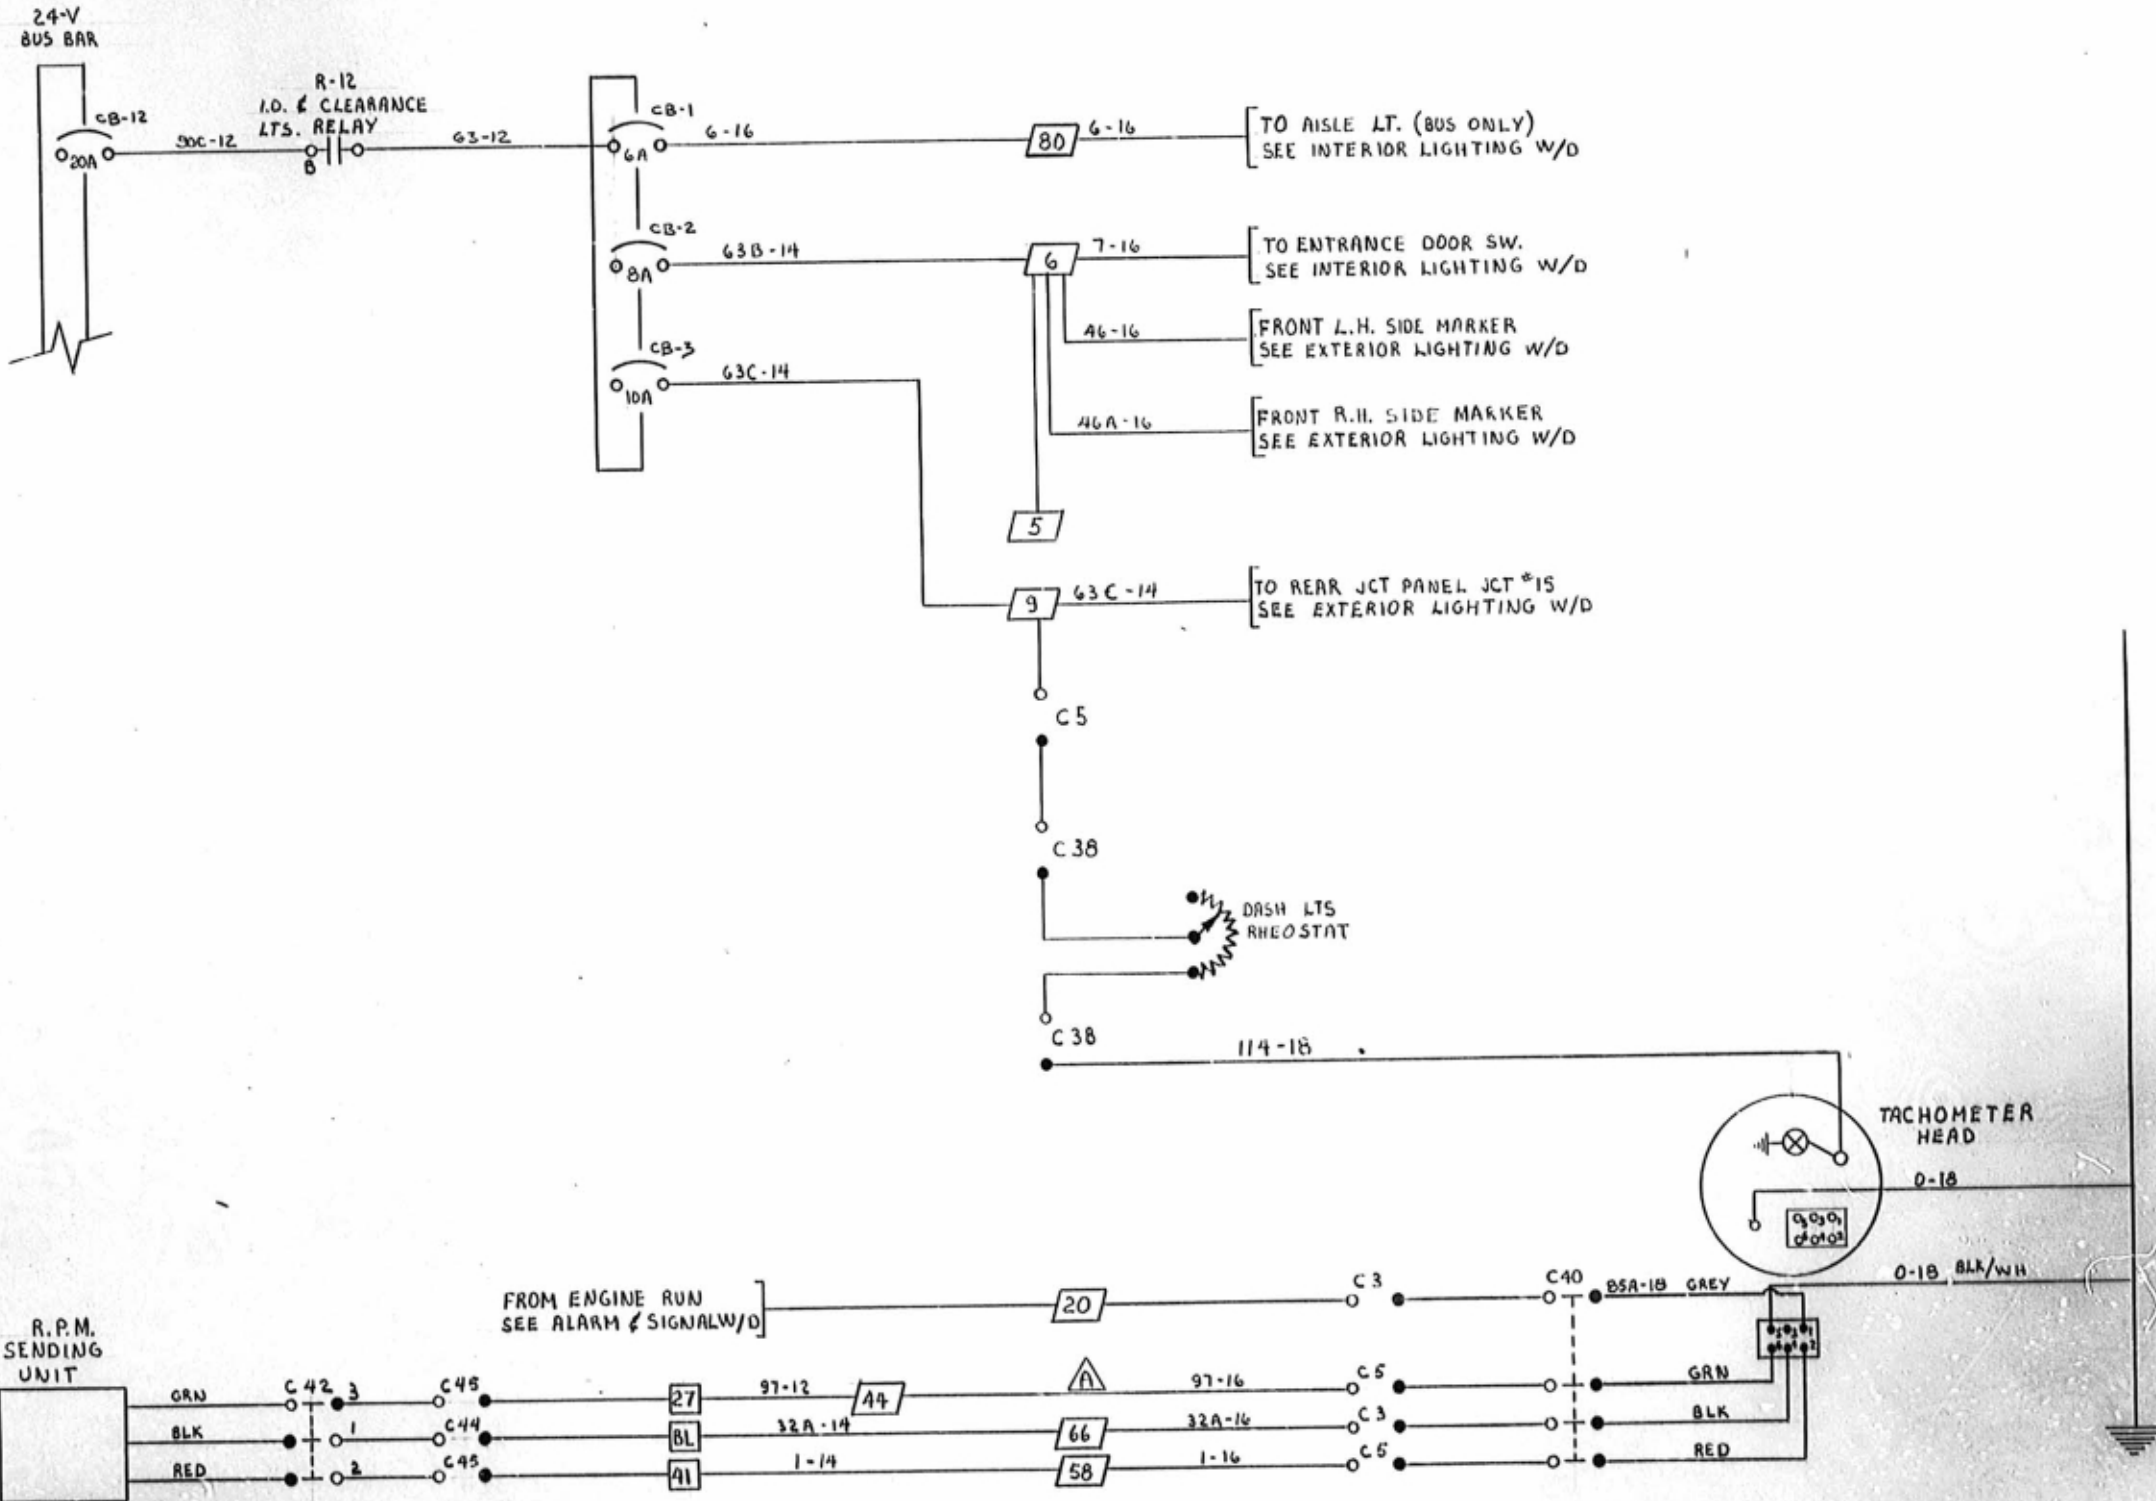 24-V
BUS BAR
CB-12
20A
90C-12
R-12
I.D. & CLEARANCE
LTS. RELAY
B
63-12
CB-1
6A
6-16
80
6-16
TO AISLE LT. (BUS ONLY)
SEE INTERIOR LIGHTING W/D
CB-2
8A
63B-14
6
7-16
TO ENTRANCE DOOR SW.
SEE INTERIOR LIGHTING W/D
46-16
FRONT L.H. SIDE MARKER
SEE EXTERIOR LIGHTING W/D
CB-3
10A
63C-14
46A-16
FRONT R.H. SIDE MARKER
SEE EXTERIOR LIGHTING W/D
5
9
63C-14
TO REAR JCT PANEL JCT #15
SEE EXTERIOR LIGHTING W/D
C5
C38
DASH LTS
RHEOSTAT
C38
114-18
TACHOMETER
HEAD
0-18
0-18 BLK/WH
FROM ENGINE RUN
SEE ALARM & SIGNAL W/D
20
C3
C40
85A-18 GREY
R.P.M.
SENDING
UNIT
GRN
C42
3
C45
27
97-12
44
A
97-16
C5
GRN
BLK
1
C44
BL
32A-14
66
32A-16
C3
BLK
RED
2
C45
41
1-14
58
1-16
C5
RED